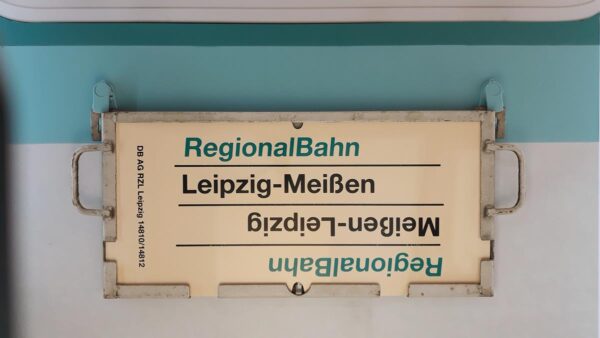 RegionalBahn
Leipzig-Meißen
Meißen-Leipzig
RegionalBahn
DB AG RZL Leipzig 14810/14812